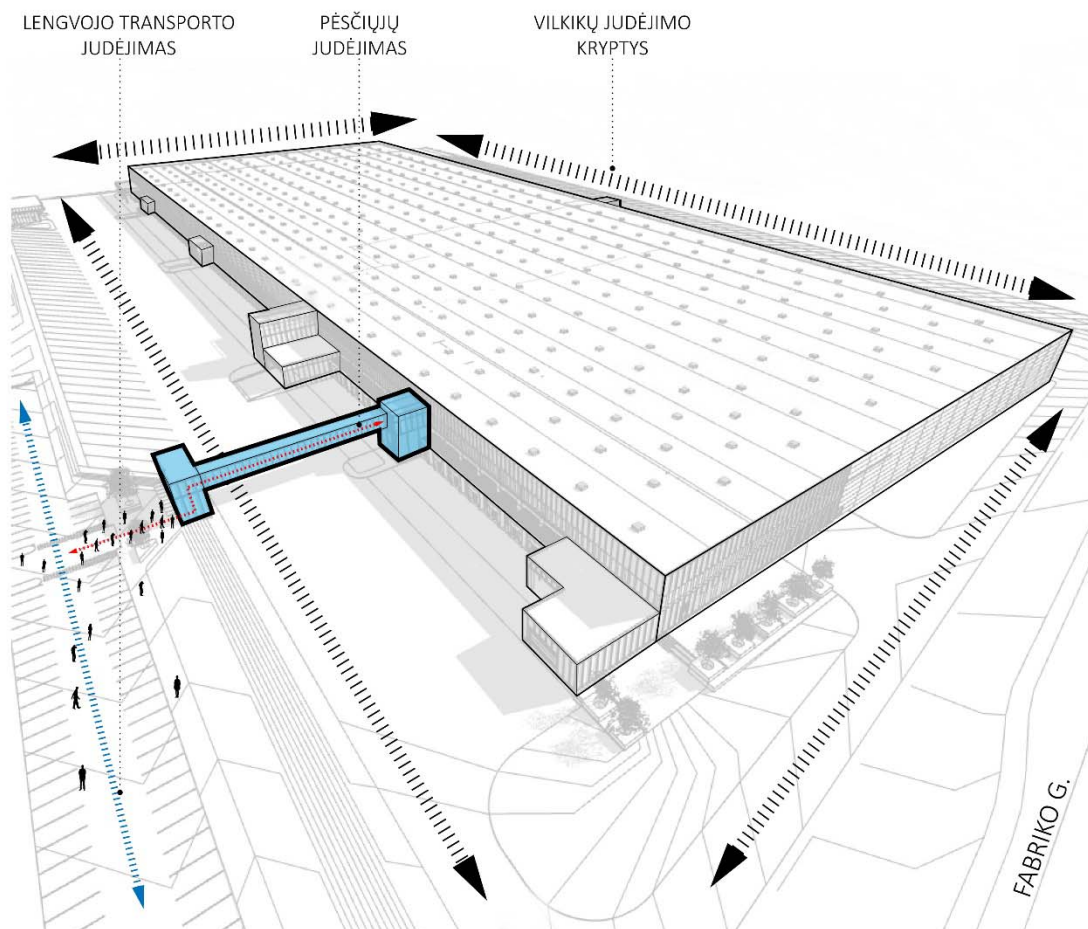 LENGVOJO TRANSPORTO
JUDĖJIMAS
PĖSČIŲJŲ
JUDĖJIMAS
VILKIKŲ JUDĖJIMO
KRYPTYS
FABRIKO G.